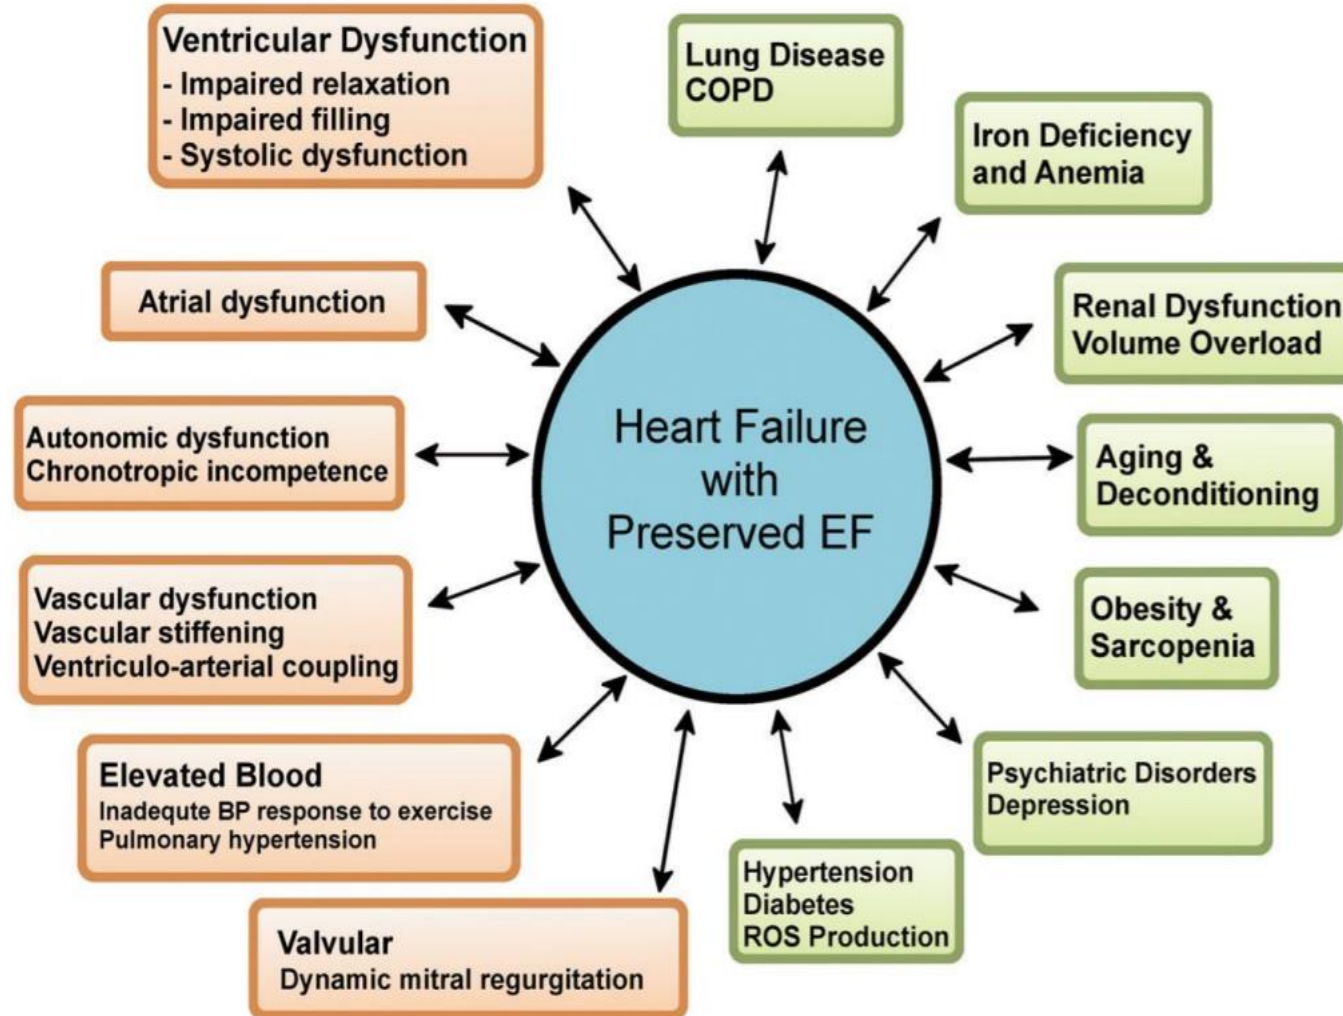 Ventricular Dysfunction
- Impaired relaxation
- Impaired filling
- Systolic dysfunction
Lung Disease
COPD
Iron Deficiency
and Anemia
Atrial dysfunction
Renal Dysfunction
Volume Overload
Autonomic dysfunction
Chronotropic incompetence
Heart Failure
with
Preserved EF
Aging &
Deconditioning
Vascular dysfunction
Vascular stiffening
Ventriculo-arterial coupling
Obesity &
Sarcopenia
Elevated Blood
Inadequte BP response to exercise
Pulmonary hypertension
Psychiatric Disorders
Depression
Hypertension
Diabetes
ROS Production
Valvular
Dynamic mitral regurgitation